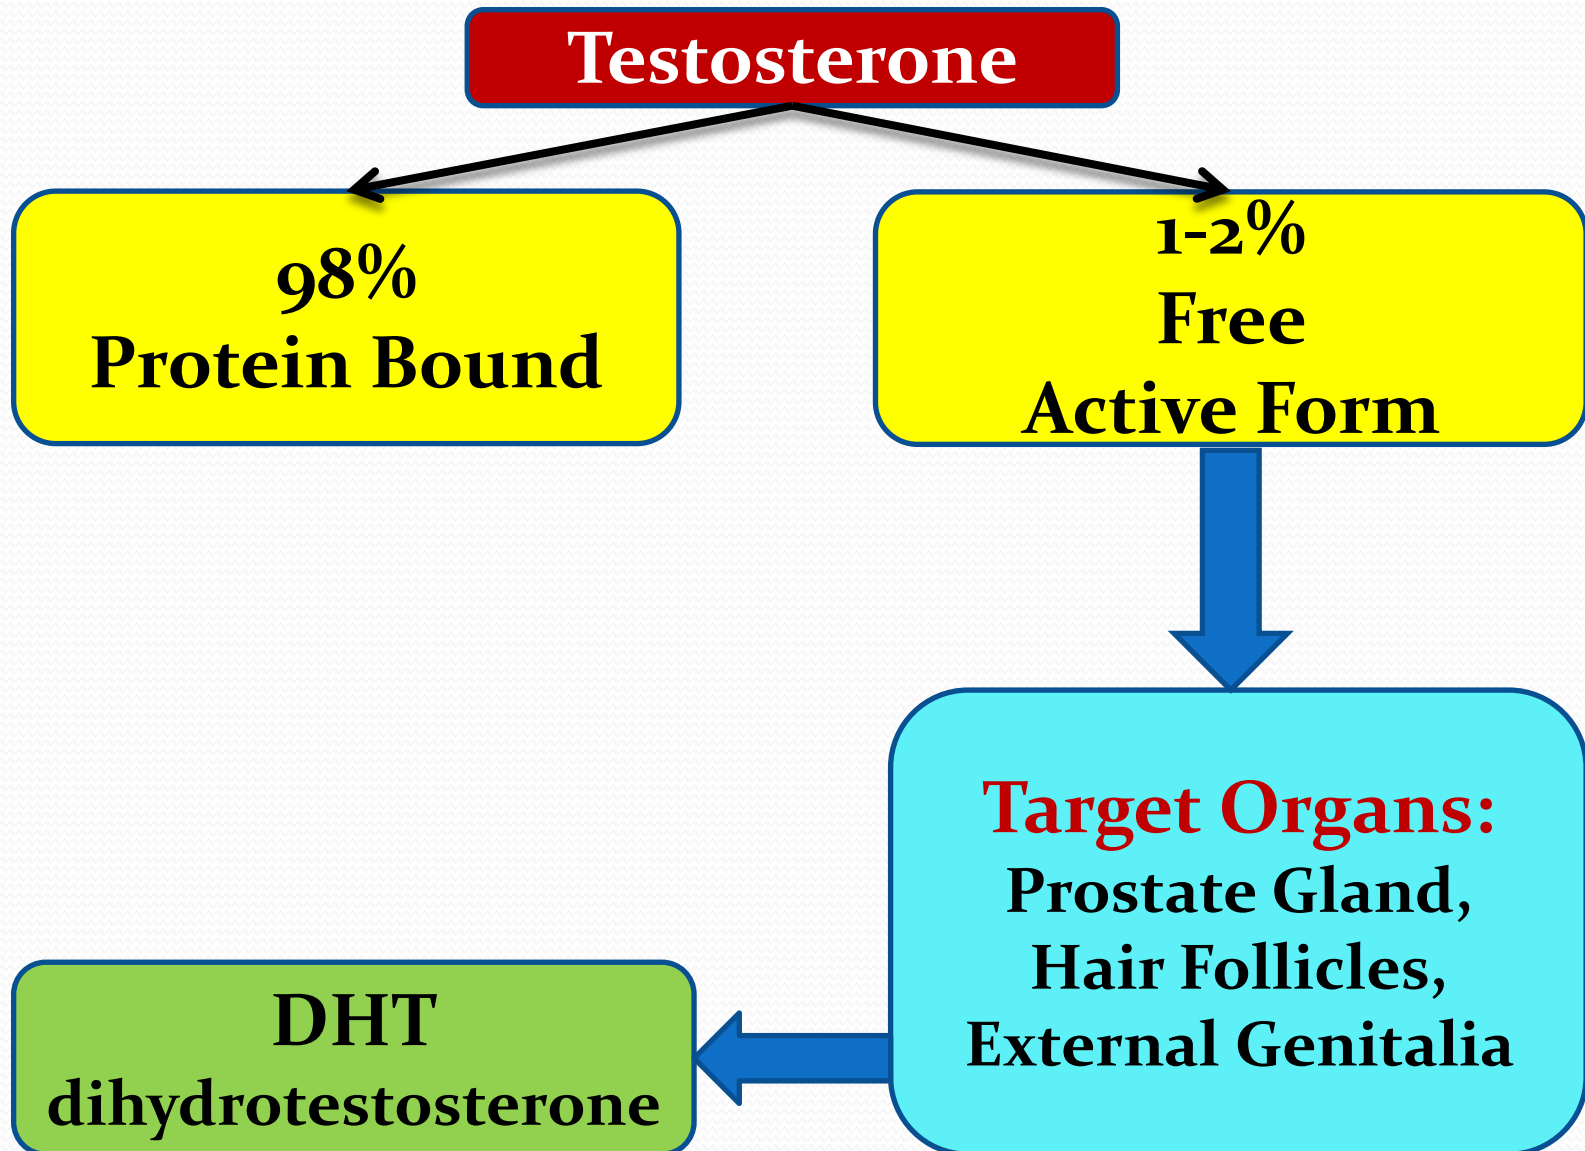 Testosterone
98%
Protein Bound
1-2%
Free
Active Form
Target Organs:
Prostate Gland,
Hair Follicles,
External Genitalia
DHT
dihydrotestosterone